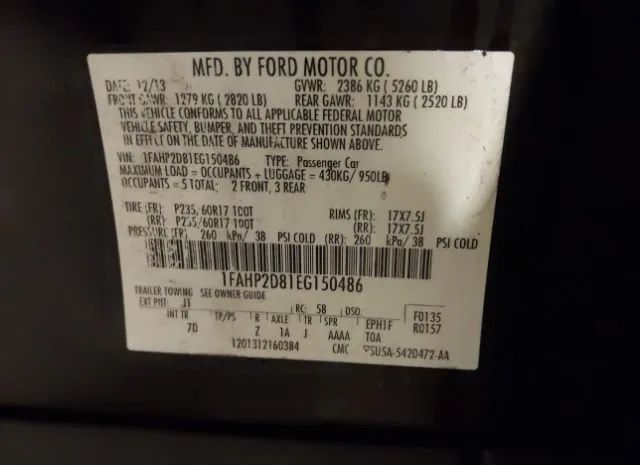 MFD. BY FORD MOTOR CO.
DATE: 12/13 GVWR: 2386 KG ( 5260 LB)
FRONT GAWR: 1279 KG ( 2820 LB) REAR GAWR: 1143 KG ( 2520 LB)
THIS VEHICLE CONFORMS TO ALL APPLICABLE FEDERAL MOTOR
VEHICLE SAFETY, BUMPER, AND THEFT PREVENTION STANDARDS
IN EFFECT ON THE DATE OF MANUFACTURE SHOWN ABOVE.
VIN: 1FAHP2D81EG150486 TYPE: Passenger Car
MAXIMUM LOAD = OCCUPANTS + LUGGAGE = 430KG/ 950LB
OCCUPANTS = 5 TOTAL; 2 FRONT, 3 REAR
TIRE (FR): P235/60R17 100T RIMS (FR): 17X7.5J
(RR): P235/60R17 100T (RR): 17X7.5J
PRESSURE (FR) 260 kPa/ 38 PSI COLD (RR): 260 kPa/ 38 PSI COLD
1FAHP2D81EG150486
TRAILER TOWING SEE OWNER GUIDE
EXT PNT: J1 RC: 58 DSO: F0135
INT TR TP/PS R AXLE TR SPR EPH1F R0157
7D Z 1A J AAAA TOA
1201312160384 CMC 5U5A-5420472-AA